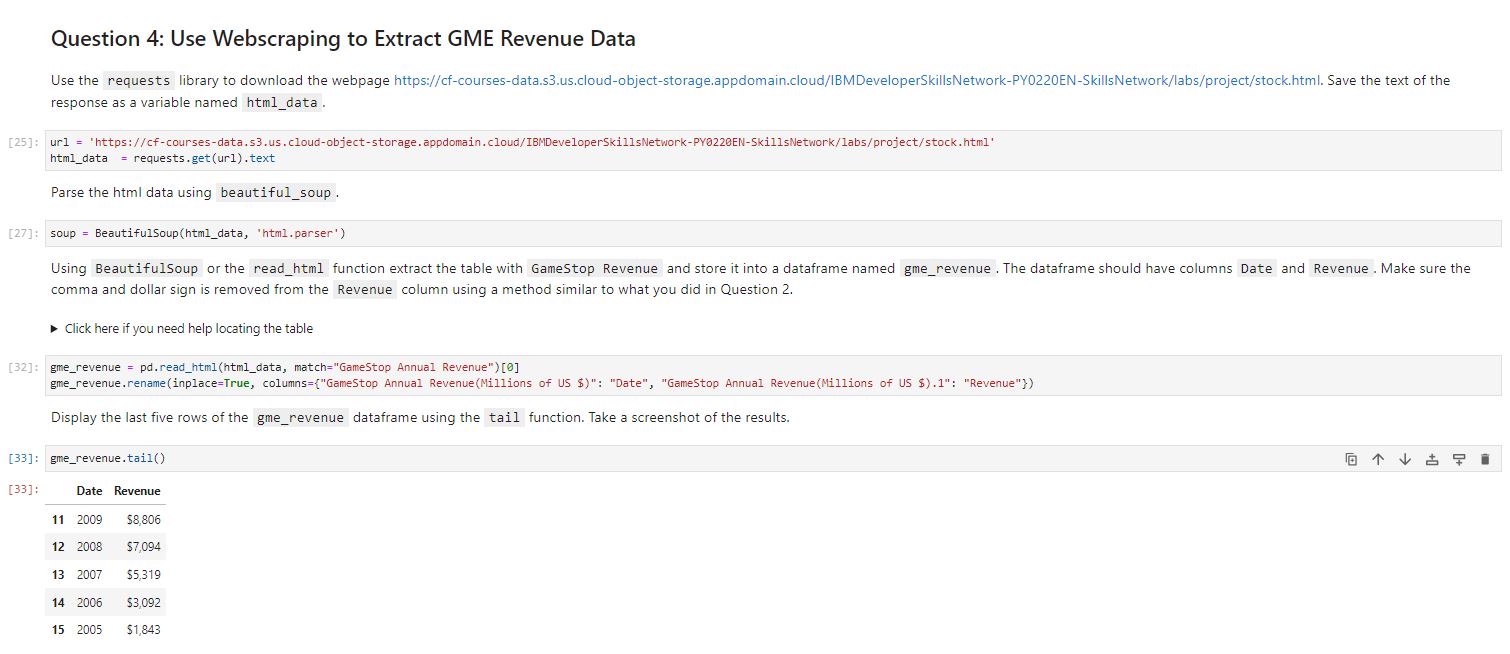 Question 4: Use Webscraping to Extract GME Revenue Data
Use the requests library to download the webpage https://cf-courses-data.s3.us.cloud-object-storage.appdomain.cloud/IBMDeveloperSkillsNetwork-PY0220EN-SkillsNetwork/labs/project/stock.html. Save the text of the
response as a variable named html_data .
[25]: url = 'https://cf-courses-data.s3.us.cloud-object-storage.appdomain.cloud/IBMDeveloperSkillsNetwork-PY0220EN-SkillsNetwork/labs/project/stock.html'
html_data  = requests.get(url).text
Parse the html data using beautiful_soup .
[27]: soup = BeautifulSoup(html_data, 'html.parser')
Using BeautifulSoup or the read_html function extract the table with GameStop Revenue and store it into a dataframe named gme_revenue . The dataframe should have columns Date and Revenue . Make sure the
comma and dollar sign is removed from the Revenue column using a method similar to what you did in Question 2.
Click here if you need help locating the table
[32]: gme_revenue = pd.read_html(html_data, match="GameStop Annual Revenue")[0]
gme_revenue.rename(inplace=True, columns={"GameStop Annual Revenue(Millions of US $)": "Date", "GameStop Annual Revenue(Millions of US $).1": "Revenue"})
Display the last five rows of the gme_revenue dataframe using the tail function. Take a screenshot of the results.
[33]: gme_revenue.tail()
[33]: Date Revenue
11 2009 $8,806
12 2008 $7,094
13 2007 $5,319
14 2006 $3,092
15 2005 $1,843